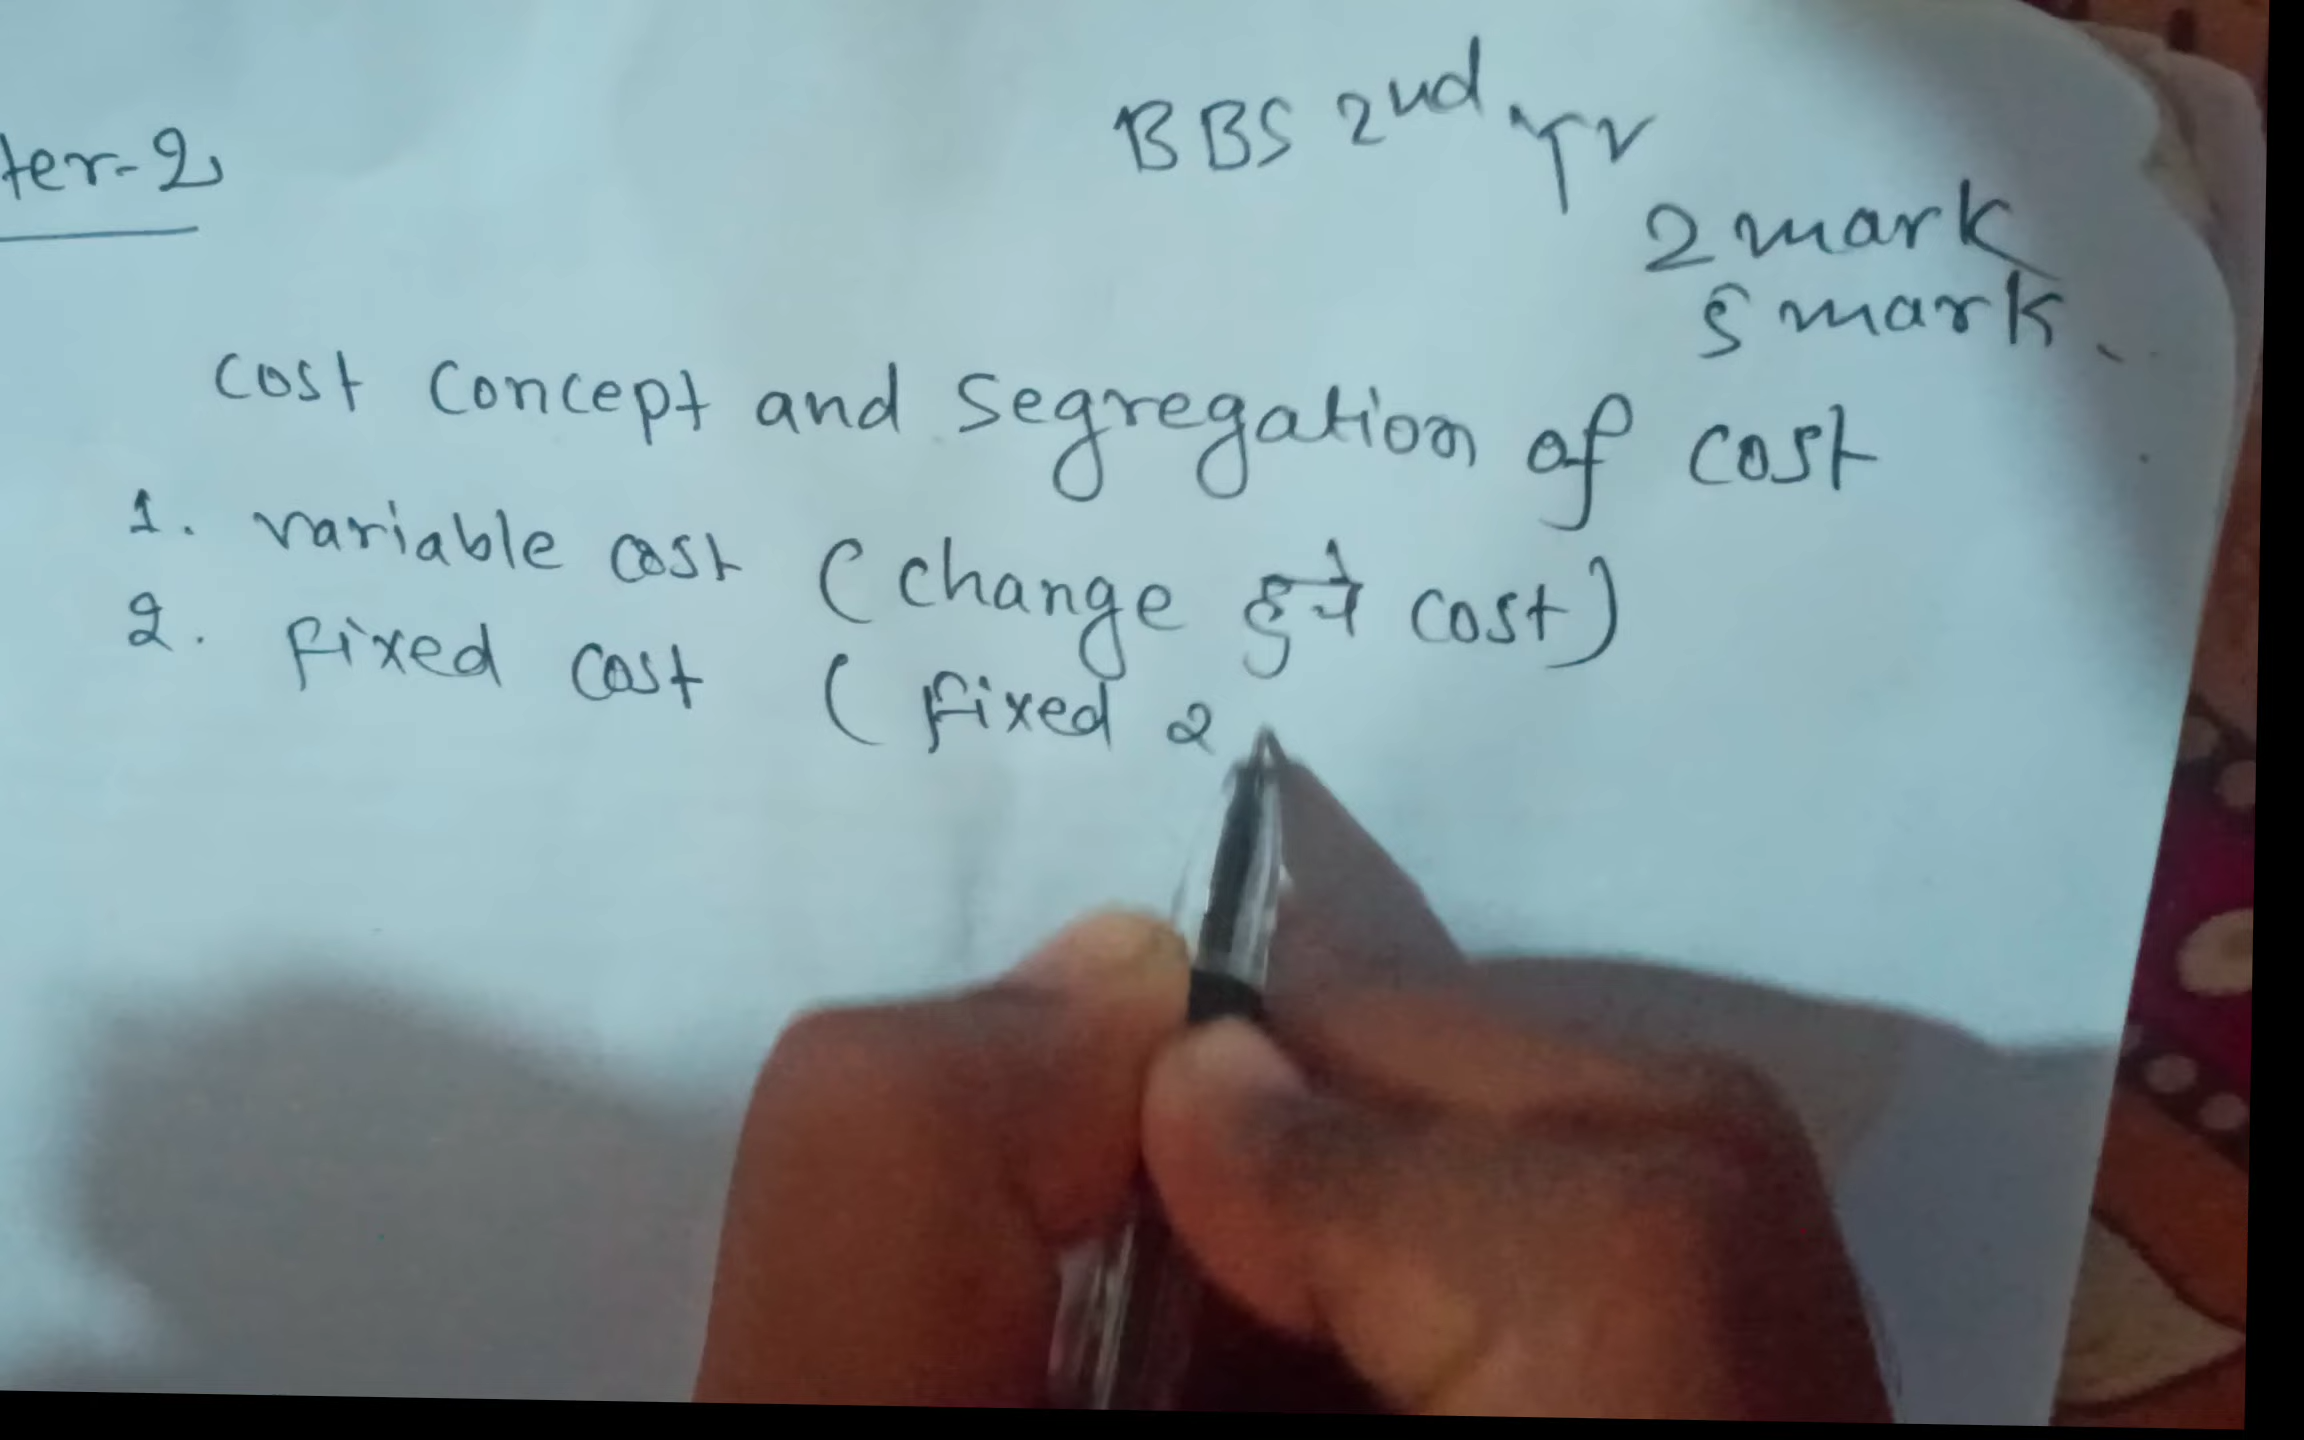 BBS 2nd yr
ter-2
2 mark
5 mark.
cost concept and segregation of cost
1. variable cost (change हुने cost)
2. fixed cost (fixed